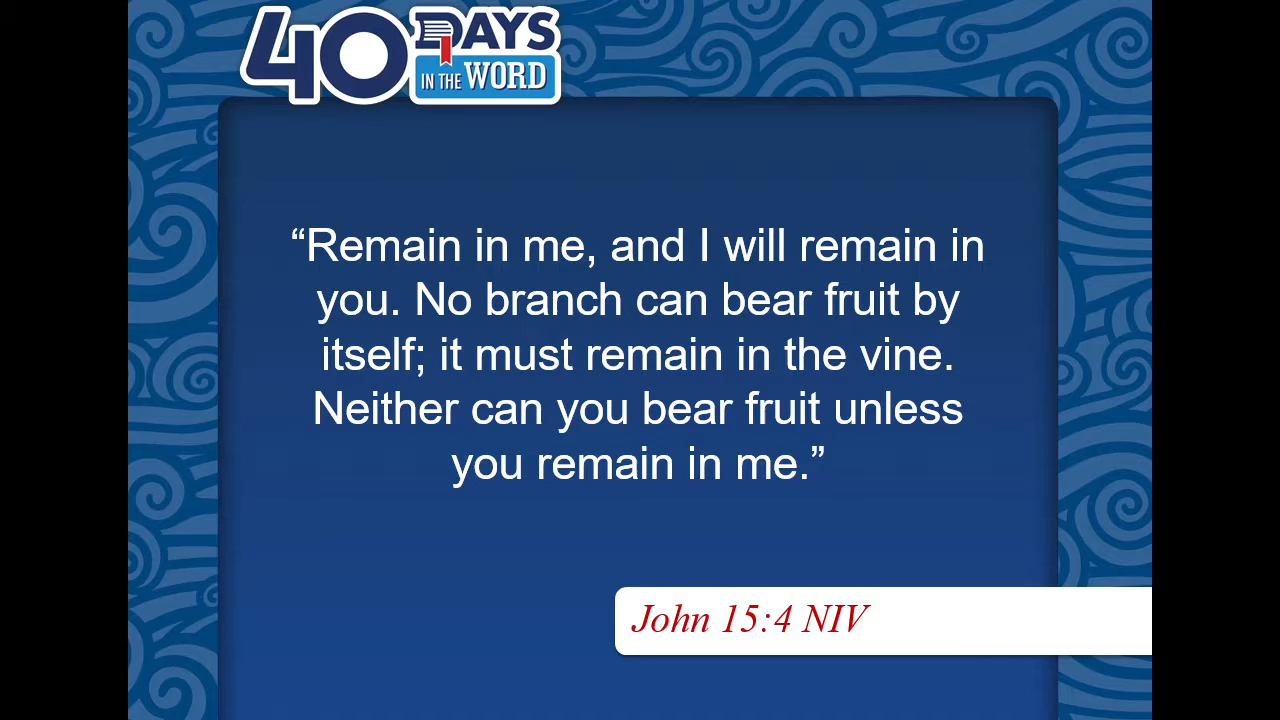 40 DAYS
IN THE WORD
“Remain in me, and I will remain in
you. No branch can bear fruit by
itself; it must remain in the vine.
Neither can you bear fruit unless
you remain in me.”
John 15:4 NIV